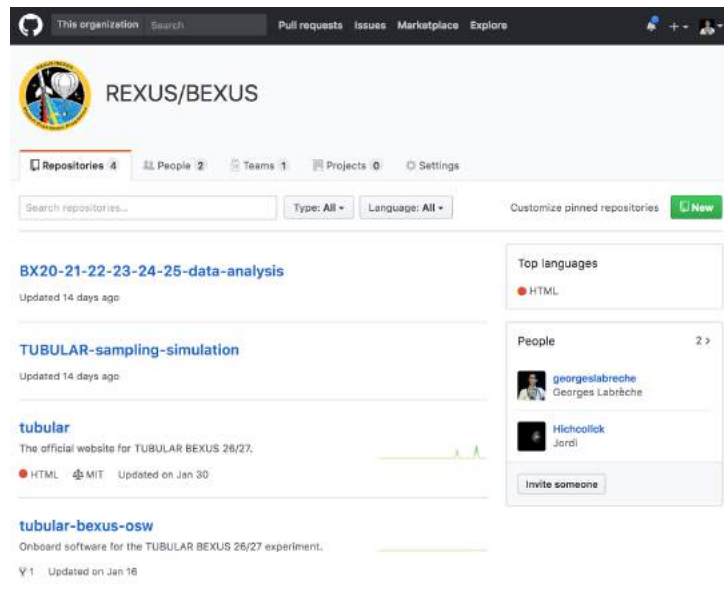 This organization Search Pull requests Issues Marketplace Explore
REXUS/BEXUS
Repositories 4 People 2 Teams 1 Projects 0 Settings
Search repositories... Type: All Language: All Customize pinned repositories New
BX20-21-22-23-24-25-data-analysis
Updated 14 days ago
TUBULAR-sampling-simulation
Updated 14 days ago
tubular
The official website for TUBULAR BEXUS 26/27.
HTML MIT Updated on Jan 30
tubular-bexus-osw
Onboard software for the TUBULAR BEXUS 26/27 experiment.
1 Updated on Jan 16
Top languages
HTML
People 2
georgeslabreche
Georges Labrèche
Hichcollck
Jordi
Invite someone